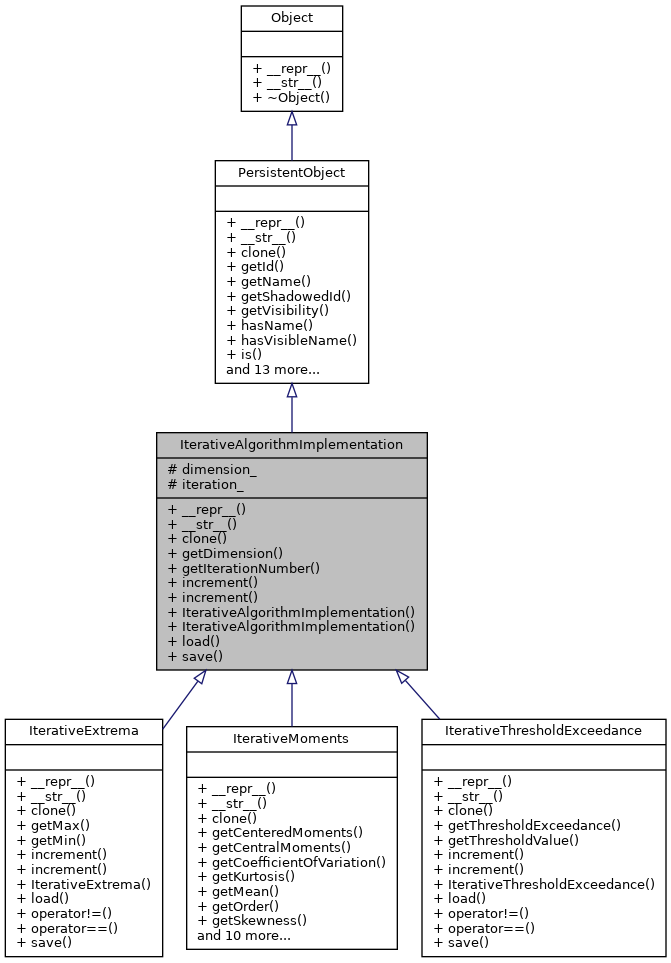 Object
+ __repr__()
+ __str__()
+ ~Object()
PersistentObject
+ __repr__()
+ __str__()
+ clone()
+ getId()
+ getName()
+ getShadowedId()
+ getVisibility()
+ hasName()
+ hasVisibleName()
+ is()
and 13 more...
IterativeAlgorithmImplementation
# dimension_
# iteration_
+ __repr__()
+ __str__()
+ clone()
+ getDimension()
+ getIterationNumber()
+ increment()
+ increment()
+ IterativeAlgorithmImplementation()
+ IterativeAlgorithmImplementation()
+ load()
+ save()
IterativeExtrema
+ __repr__()
+ __str__()
+ clone()
+ getMax()
+ getMin()
+ increment()
+ increment()
+ IterativeExtrema()
+ load()
+ operator!=()
+ operator==()
+ save()
IterativeMoments
+ __repr__()
+ __str__()
+ clone()
+ getCenteredMoments()
+ getCentralMoments()
+ getCoefficientOfVariation()
+ getKurtosis()
+ getMean()
+ getOrder()
+ getSkewness()
and 10 more...
IterativeThresholdExceedance
+ __repr__()
+ __str__()
+ clone()
+ getThresholdExceedance()
+ getThresholdValue()
+ increment()
+ increment()
+ IterativeThresholdExceedance()
+ load()
+ operator!=()
+ operator==()
+ save()